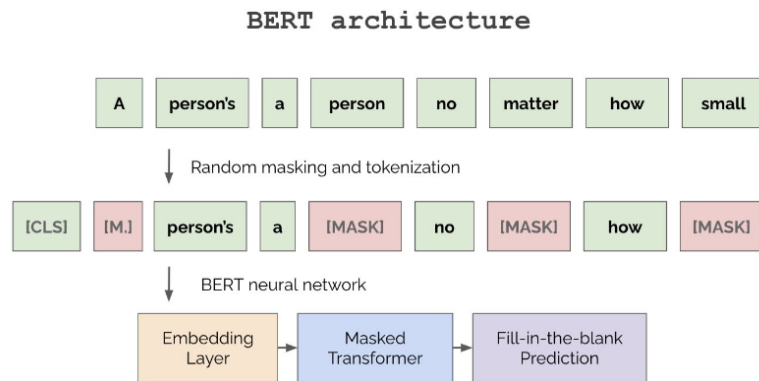 BERT architecture
A person's a person no matter how small
Random masking and tokenization
[CLS] [M.] person's a [MASK] no [MASK] how [MASK]
BERT neural network
Embedding Layer
Masked Transformer
Fill-in-the-blank Prediction